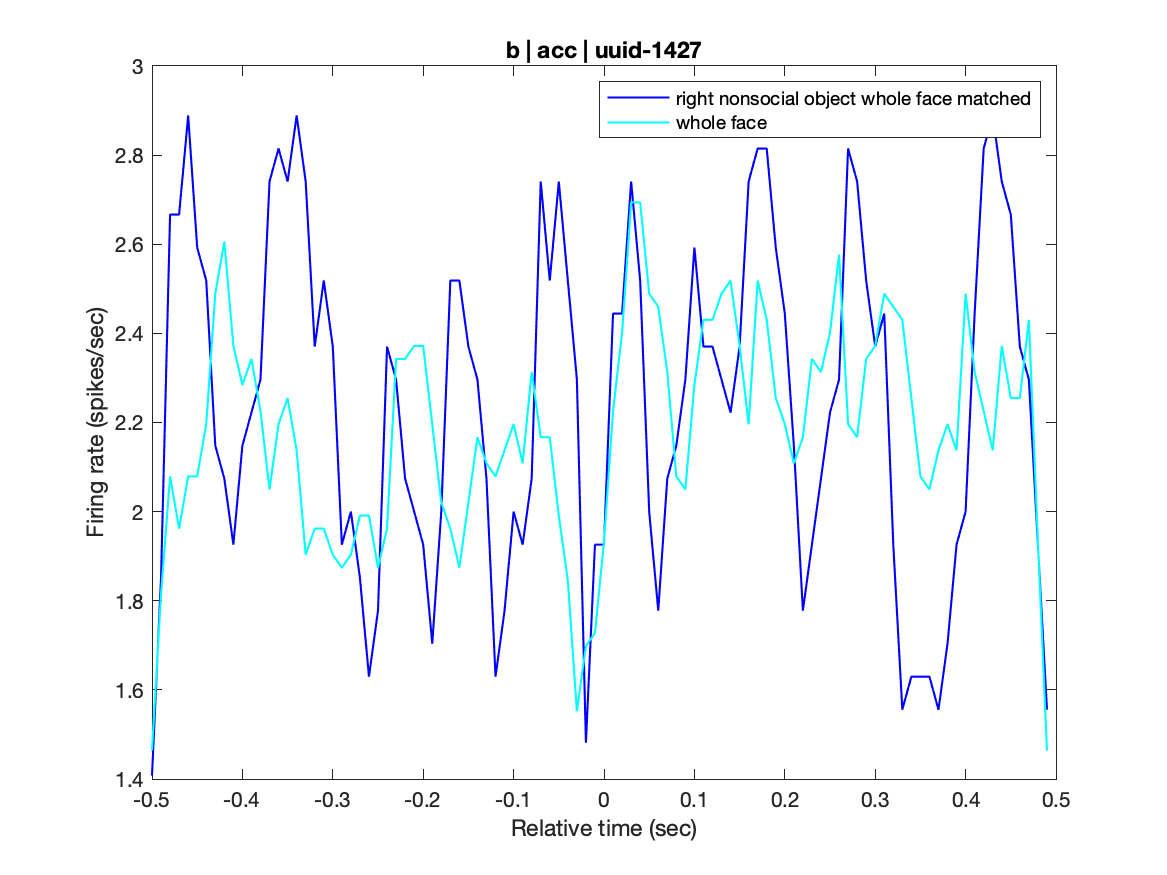 b | acc | uuid-1427
right nonsocial object whole face matched
whole face
Firing rate (spikes/sec)
3
2.8
2.6
2.4
2.2
2
1.8
1.6
1.4
-0.5 -0.4 -0.3 -0.2 -0.1 0 0.1 0.2 0.3 0.4 0.5
Relative time (sec)